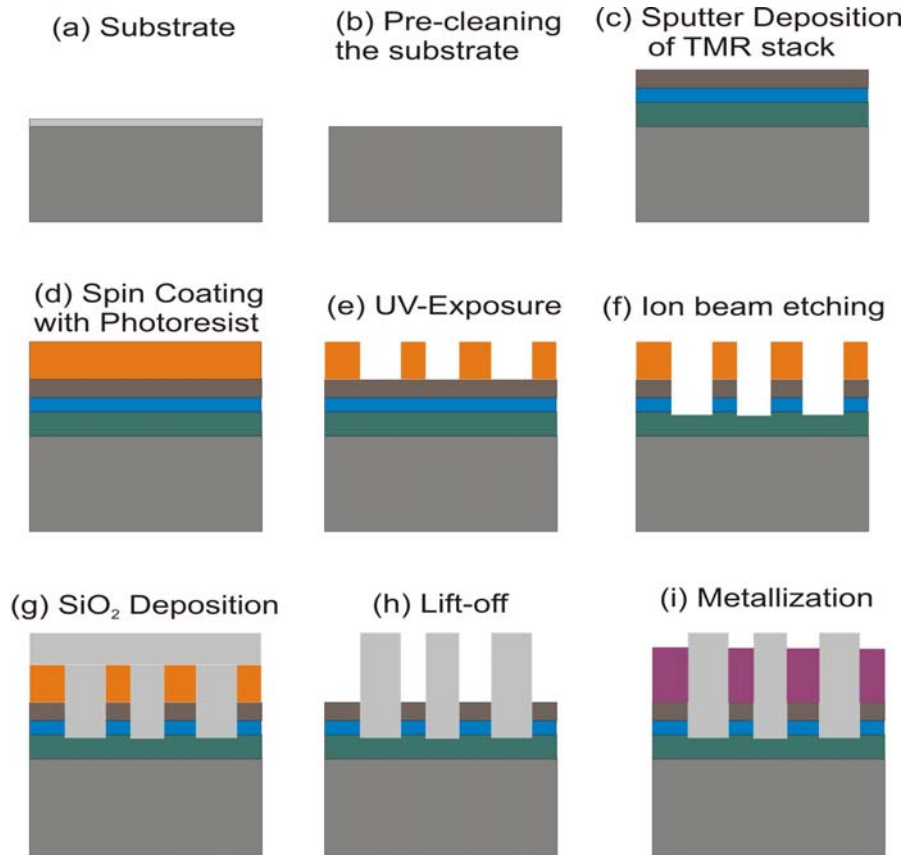 (a) Substrate
(b) Pre-cleaning
the substrate
(c) Sputter Deposition
of TMR stack
(d) Spin Coating
with Photoresist
(e) UV-Exposure
(f) Ion beam etching
(g) SiO₂ Deposition
(h) Lift-off
(i) Metallization